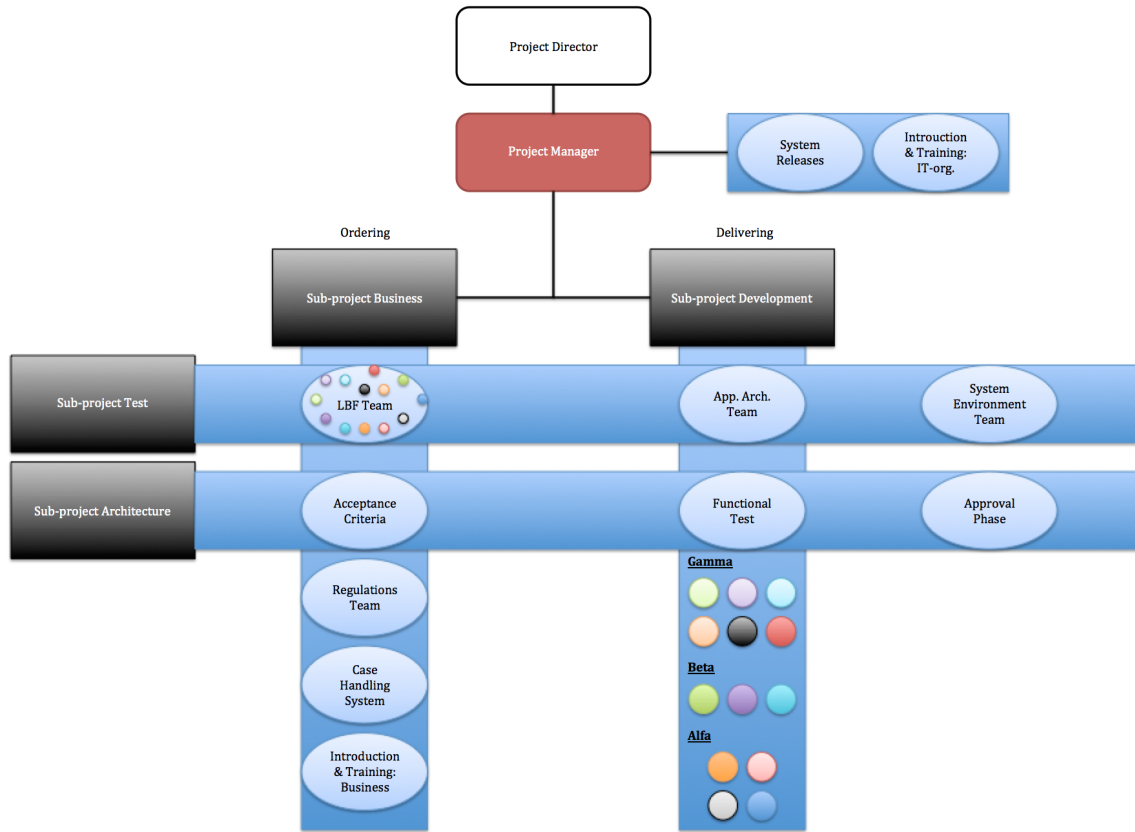 Project Director
Project Manager
System
Releases
Introuction
& Training:
IT-org.
Ordering
Delivering
Sub-project Business
Sub-project Development
Sub-project Test
LBF Team
App. Arch.
Team
System
Environment
Team
Sub-project Architecture
Acceptance
Criteria
Functional
Test
Approval
Phase
Gamma
Regulations
Team
Beta
Case
Handling
System
Alfa
Introduction
& Training:
Business